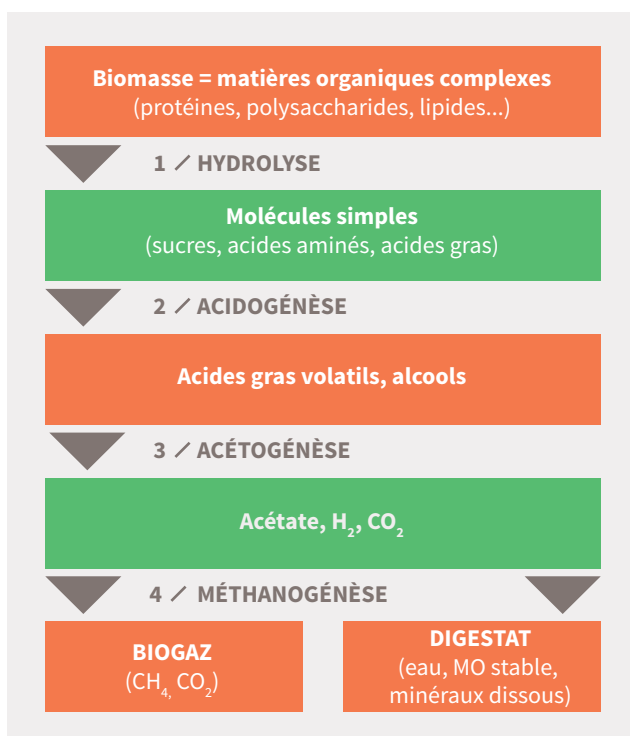 Biomasse = matières organiques complexes
(protéines, polysaccharides, lipides...)
1 / HYDROLYSE
Molécules simples
(sucres, acides aminés, acides gras)
2 / ACIDOGÉNÈSE
Acides gras volatils, alcools
3 / ACÉTOGÉNÈSE
Acétate, H₂, CO₂
4 / MÉTHANOGÉNÈSE
BIOGAZ
(CH₄, CO₂)
DIGESTAT
(eau, MO stable,
minéraux dissous)